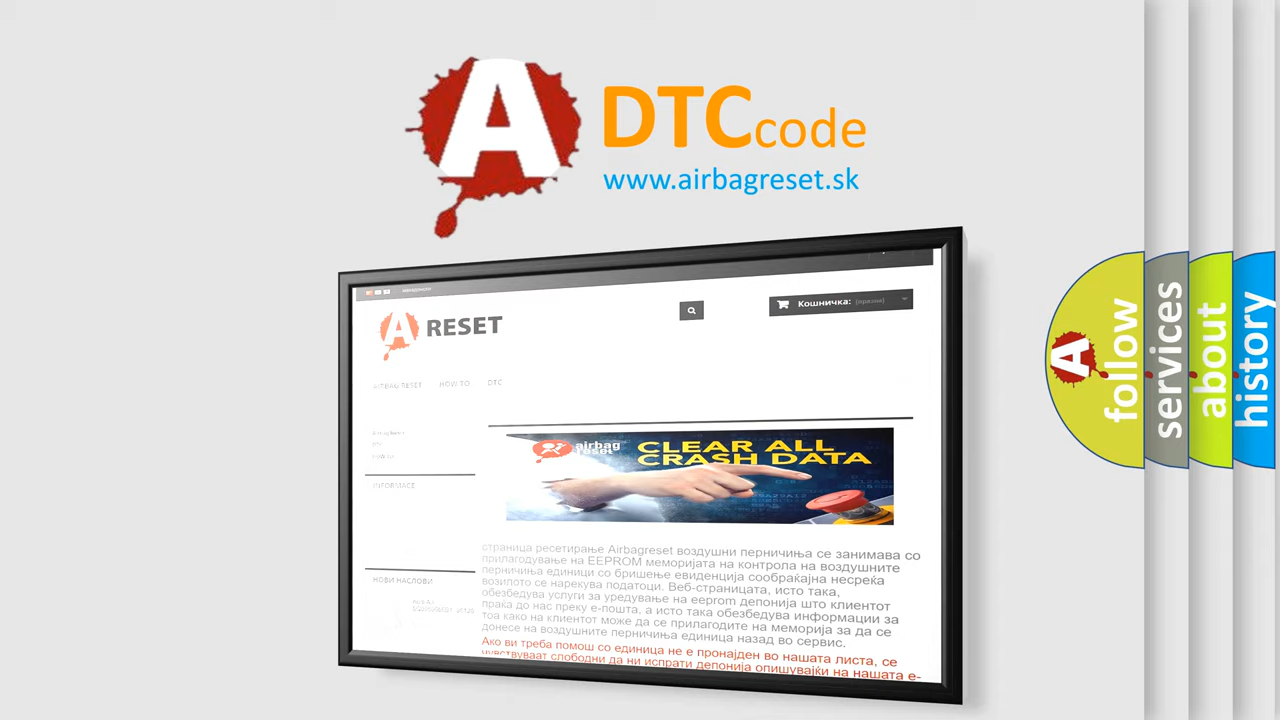 A DTC code
www.airbagreset.sk
A RESET
Кошничка: (празни)
AIRBAG RESET HOW TO DTC
airbag reset
CLEAR ALL
CRASH DATA
INFORMACE
НОВИ НАСЛОВИ
страница ресетирање Airbagreset воздушни перничиња се занимава со
прилагодување на EEPROM меморијата на контрола на воздушните
перничиња единици со бришење евиденција сообраќајна несреќа
возилото се нарекува податоци. Веб-страницата, исто така,
обезбедува услуги за уредување на eeprom депонија што клиентот
праќа до нас преку е-пошта, а исто така обезбедува информации за
тоа како на клиентот може да се прилагодите на меморија за да се
донесе на воздушните перничиња единица назад во сервис.
Ако ви треба помош со единица не е пронајден во нашата листа, се
чувствуваат слободни да ни испрати депонија опишувајќи на нашата е-
A
follow
services
about
history